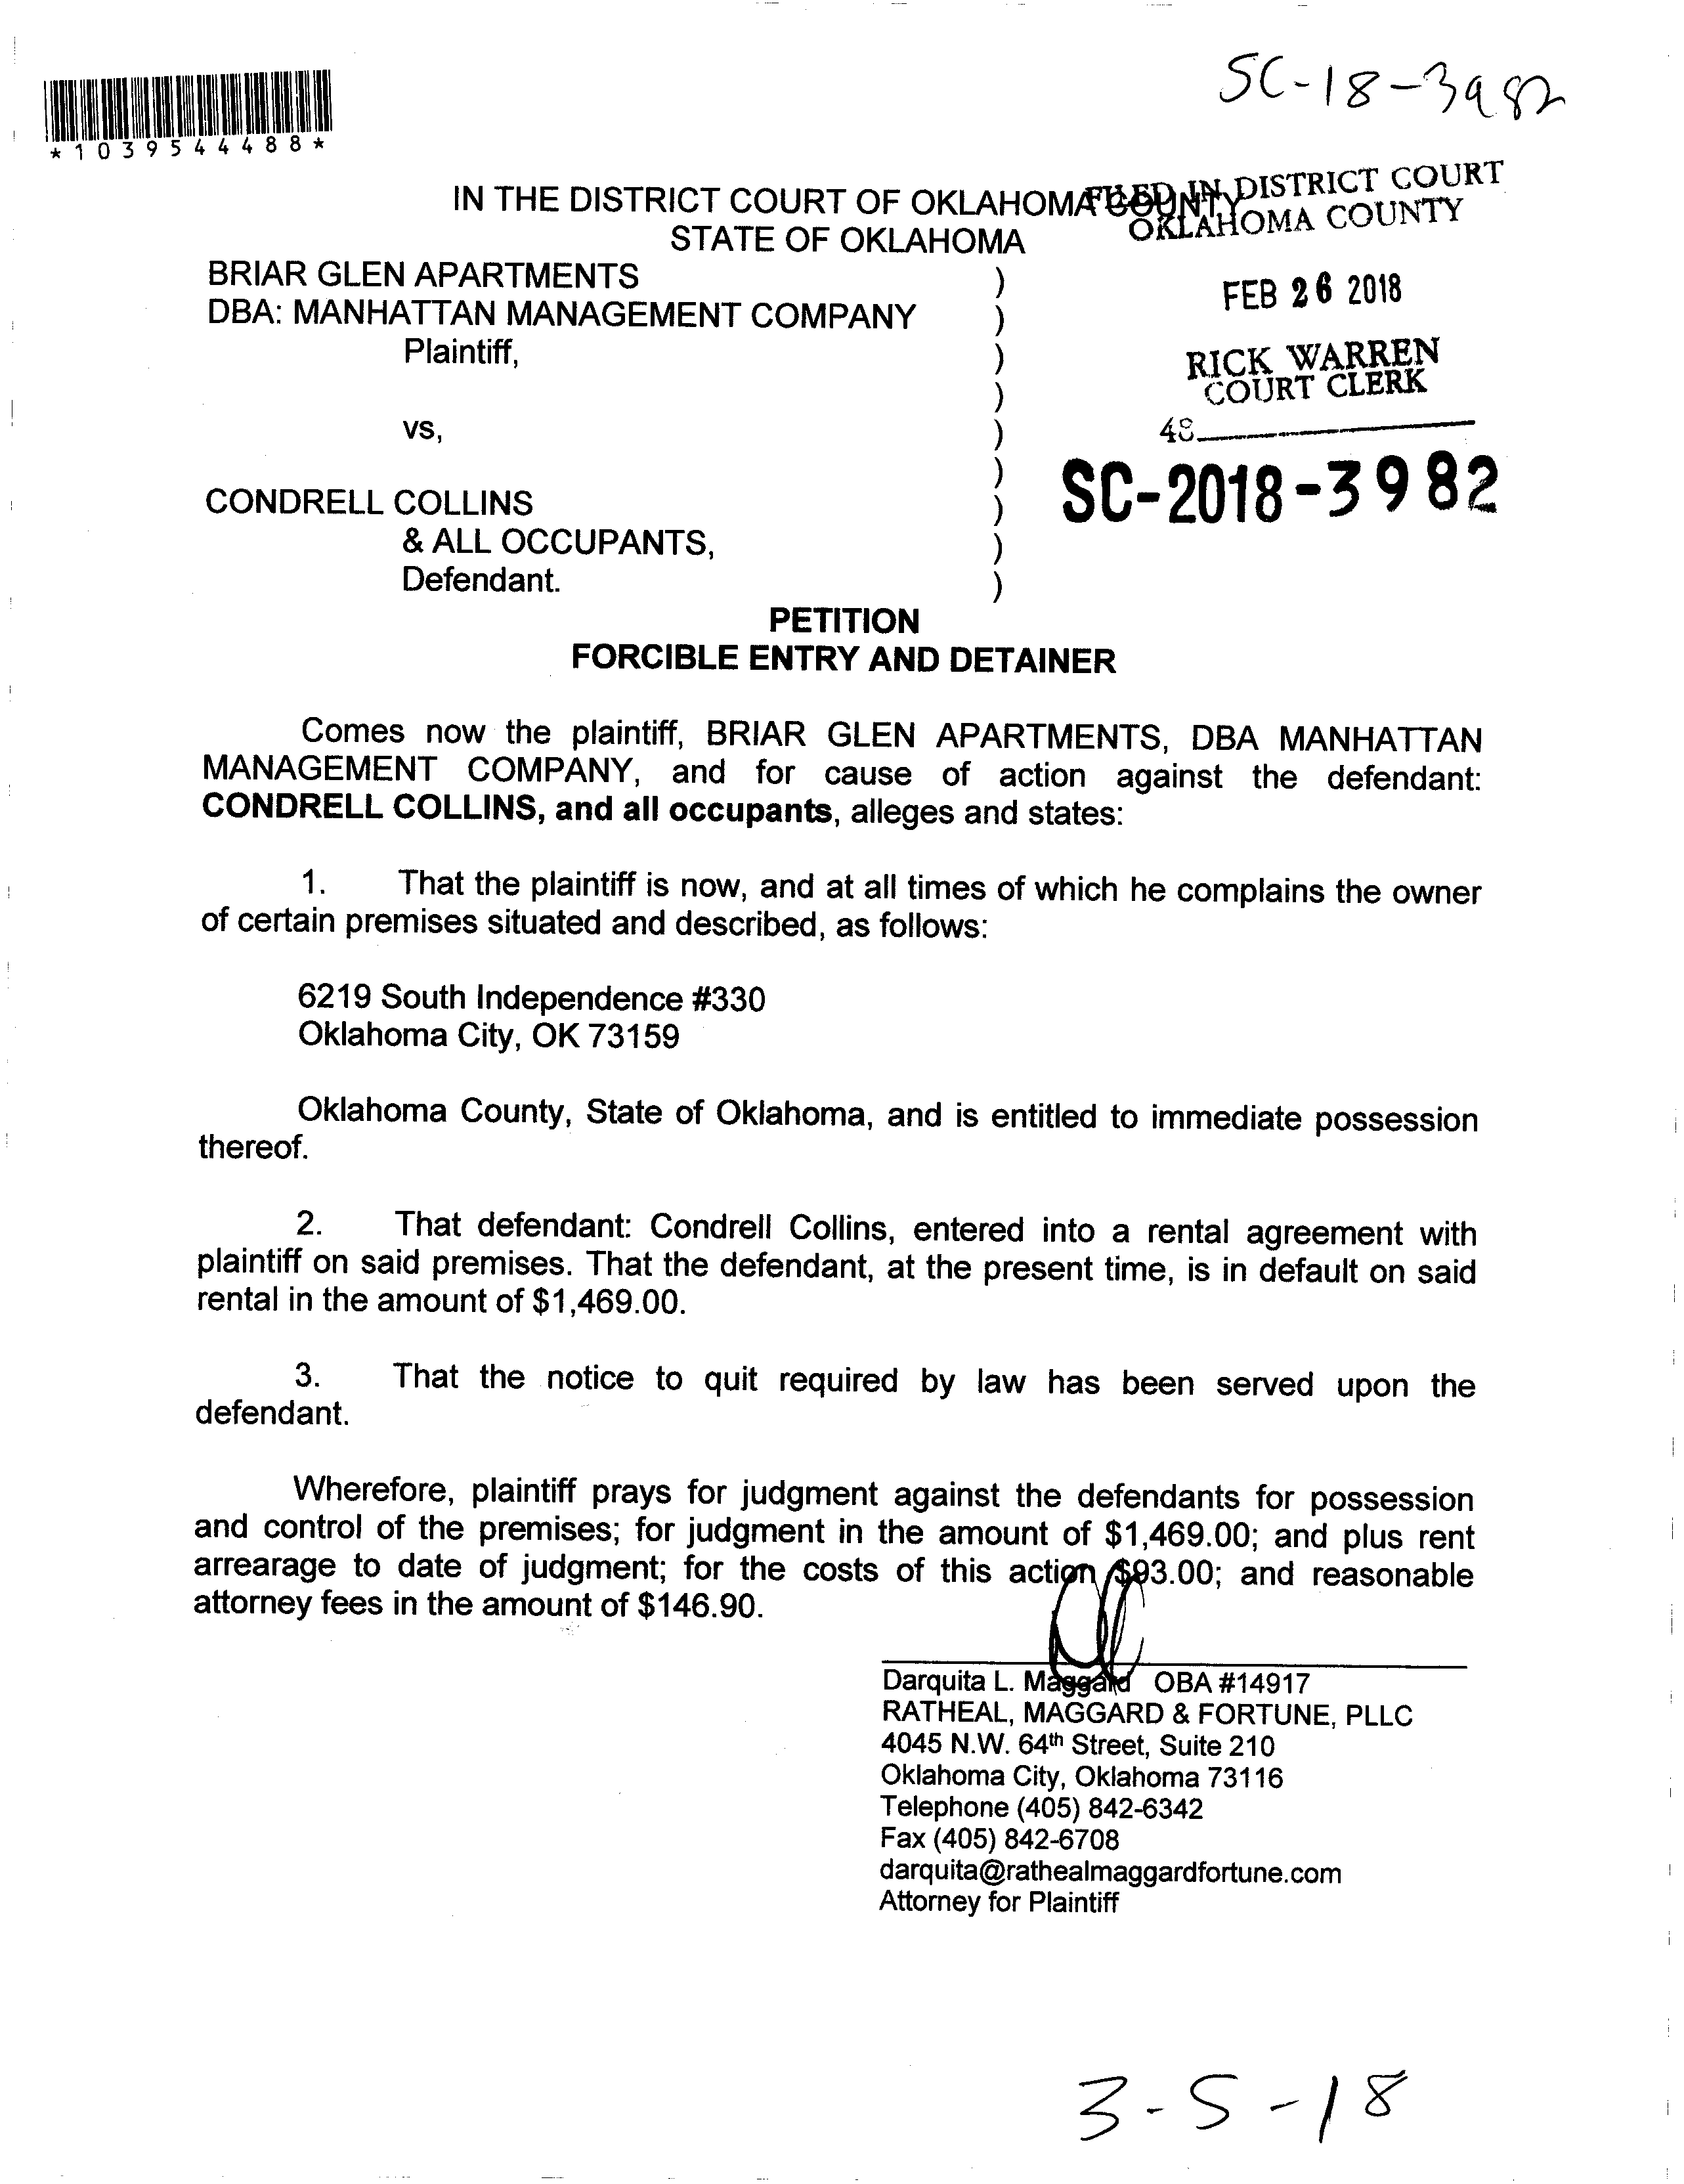 SC-18-3982
*1039544488*
IN THE DISTRICT COURT OF OKLAHOMA COUNTY
STATE OF OKLAHOMA
FILED IN DISTRICT COURT
OKLAHOMA COUNTY
FEB 26 2018
RICK WARREN
COURT CLERK
48
SC-2018-3982
BRIAR GLEN APARTMENTS )
DBA: MANHATTAN MANAGEMENT COMPANY )
Plaintiff, )
)
vs, )
)
CONDRELL COLLINS )
& ALL OCCUPANTS, )
Defendant. )
PETITION
FORCIBLE ENTRY AND DETAINER
Comes now the plaintiff, BRIAR GLEN APARTMENTS, DBA MANHATTAN
MANAGEMENT COMPANY, and for cause of action against the defendant:
CONDRELL COLLINS, and all occupants, alleges and states:
1. That the plaintiff is now, and at all times of which he complains the owner
of certain premises situated and described, as follows:
6219 South Independence #330
Oklahoma City, OK 73159
Oklahoma County, State of Oklahoma, and is entitled to immediate possession
thereof.
2. That defendant: Condrell Collins, entered into a rental agreement with
plaintiff on said premises. That the defendant, at the present time, is in default on said
rental in the amount of $1,469.00.
3. That the notice to quit required by law has been served upon the
defendant.
Wherefore, plaintiff prays for judgment against the defendants for possession
and control of the premises; for judgment in the amount of $1,469.00; and plus rent
arrearage to date of judgment; for the costs of this action $93.00; and reasonable
attorney fees in the amount of $146.90.
Darquita L. Maggard OBA #14917
RATHEAL, MAGGARD & FORTUNE, PLLC
4045 N.W. 64th Street, Suite 210
Oklahoma City, Oklahoma 73116
Telephone (405) 842-6342
Fax (405) 842-6708
darquita@rathealmaggardfortune.com
Attorney for Plaintiff
3-5-18